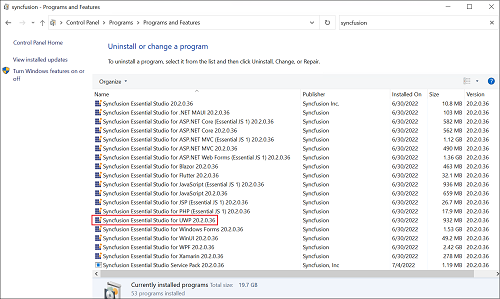 Programs and Features
Control Panel > Programs > Programs and Features
syncfusion
Control Panel Home
Uninstall or change a program
View installed updates
To uninstall a program, select it from the list and then click Uninstall, Change, or Repair.
Turn Windows features on or off
Organize
Name Publisher Installed On Size Version
Syncfusion Essential Studio 20.2.0.36 Syncfusion Inc. 6/30/2022 10.8 MB 20.2.0.36
Syncfusion Essential Studio for .NET MAUI 20.2.0.36 Syncfusion 6/30/2022 103 MB 20.2.0.36
Syncfusion Essential Studio for ASP.NET Core (Essential JS 1) 20.2.0.36 Syncfusion 6/30/2022 582 MB 20.2.0.36
Syncfusion Essential Studio for ASP.NET Core 20.2.0.36 Syncfusion 6/30/2022 562 MB 20.2.0.36
Syncfusion Essential Studio for ASP.NET MVC (Essential JS 1) 20.2.0.36 Syncfusion 6/30/2022 1.12 GB 20.2.0.36
Syncfusion Essential Studio for ASP.NET MVC 20.2.0.36 Syncfusion 6/30/2022 490 MB 20.2.0.36
Syncfusion Essential Studio for ASP.NET Web Forms (Essential JS 1) 20.2.0.36 Syncfusion 6/30/2022 1.36 GB 20.2.0.36
Syncfusion Essential Studio for Blazor 20.2.0.36 Syncfusion 6/30/2022 463 MB 20.2.0.36
Syncfusion Essential Studio for Flutter 20.2.0.36 Syncfusion 6/30/2022 32.1 MB 20.2.0.36
Syncfusion Essential Studio for JavaScript (Essential JS 1) 20.2.0.36 Syncfusion 6/30/2022 936 MB 20.2.0.36
Syncfusion Essential Studio for JavaScript 20.2.0.36 Syncfusion 6/30/2022 659 MB 20.2.0.36
Syncfusion Essential Studio for JSP (Essential JS 1) 20.2.0.36 Syncfusion 6/30/2022 26.7 MB 20.2.0.36
Syncfusion Essential Studio for PHP (Essential JS 1) 20.2.0.36 Syncfusion 6/30/2022 17.9 MB 20.2.0.36
Syncfusion Essential Studio for UWP 20.2.0.36 Syncfusion 6/30/2022 932 MB 20.2.0.36
Syncfusion Essential Studio for Windows Forms 20.2.0.36 Syncfusion 6/30/2022 1.53 GB 20.2.0.36
Syncfusion Essential Studio for WinUI 20.2.0.36 Syncfusion 6/30/2022 49.2 MB 20.2.0.36
Syncfusion Essential Studio for WPF 20.2.0.36 Syncfusion 6/30/2022 2.42 GB 20.2.0.36
Syncfusion Essential Studio for Xamarin 20.2.0.36 Syncfusion 6/30/2022 278 MB 20.2.0.36
Syncfusion Essential Studio Service Pack 20.2.0.36 Syncfusion, Inc 7/4/2022 1.19 MB 20.2.0.36
Currently installed programs Total size: 19.7 GB
53 programs installed